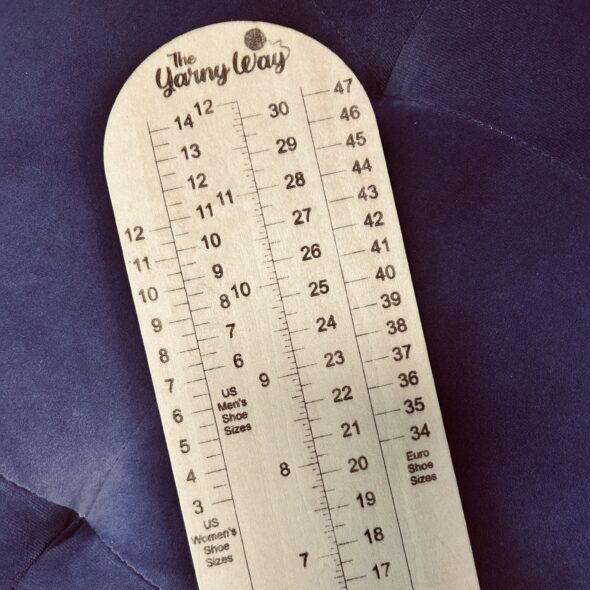 The
Yarny Way
14 12 30 47
46
13 29 45
12 28 44
11 11 27 43
12 10 26 42
11 9 25 41
10 8 10 24 40
9 7 23 39
8 6 9 22 38
7 21 37
6 20 36
5 8 19 35
4 18 34
3 7 17
US
Men's
Shoe
Sizes
Euro
Shoe
Sizes
US
Women's
Shoe
Sizes